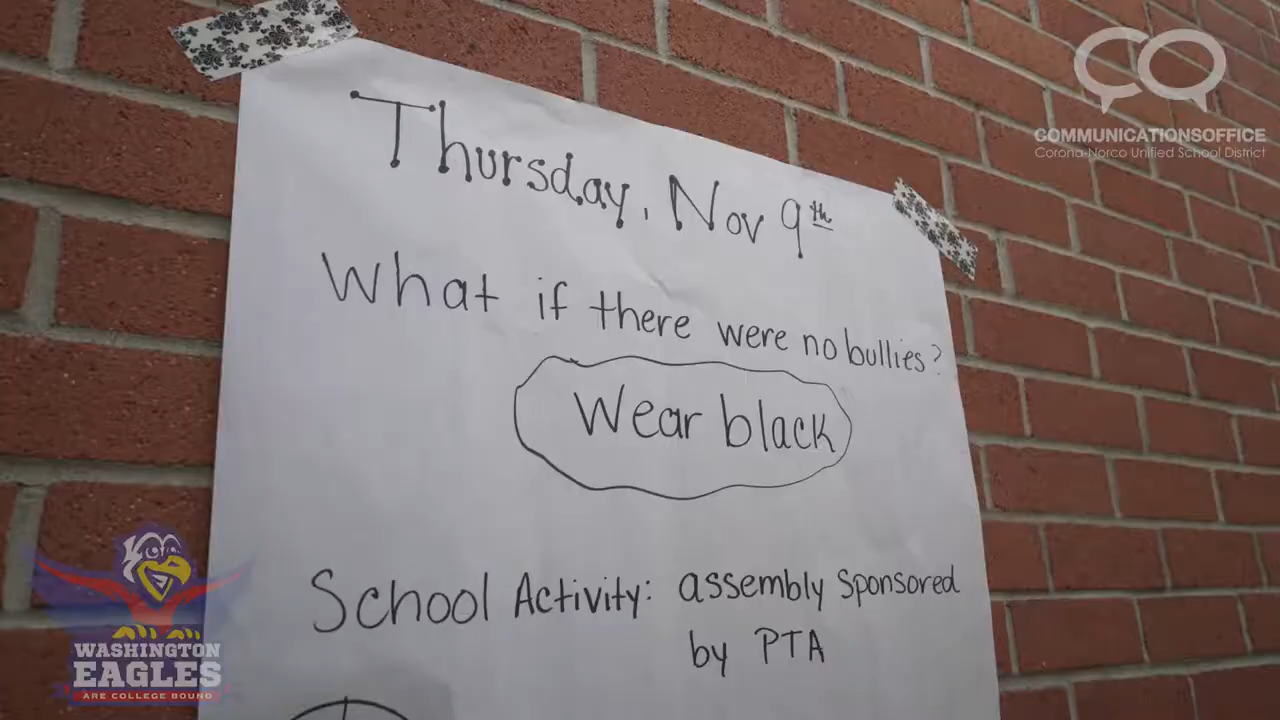 Thursday, Nov 9th
What if there were no bullies?
Wear black
School Activity: assembly sponsored
by PTA
CO
COMMUNICATIONSOFFICE
Corona-Norco Unified School District
WASHINGTON
EAGLES
ARE COLLEGE BOUND